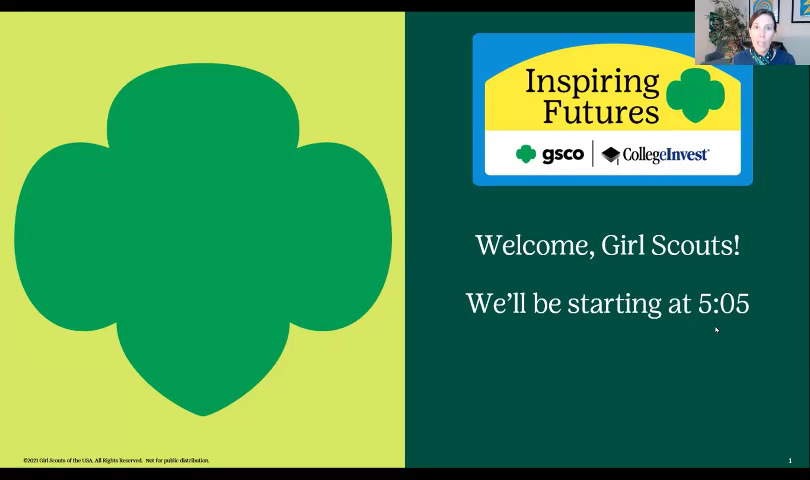 Inspiring
Futures
gsco | CollegeInvest®
Welcome, Girl Scouts!
We'll be starting at 5:05
©2021 Girl Scouts of the USA. All Rights Reserved. Not for public distribution.
1